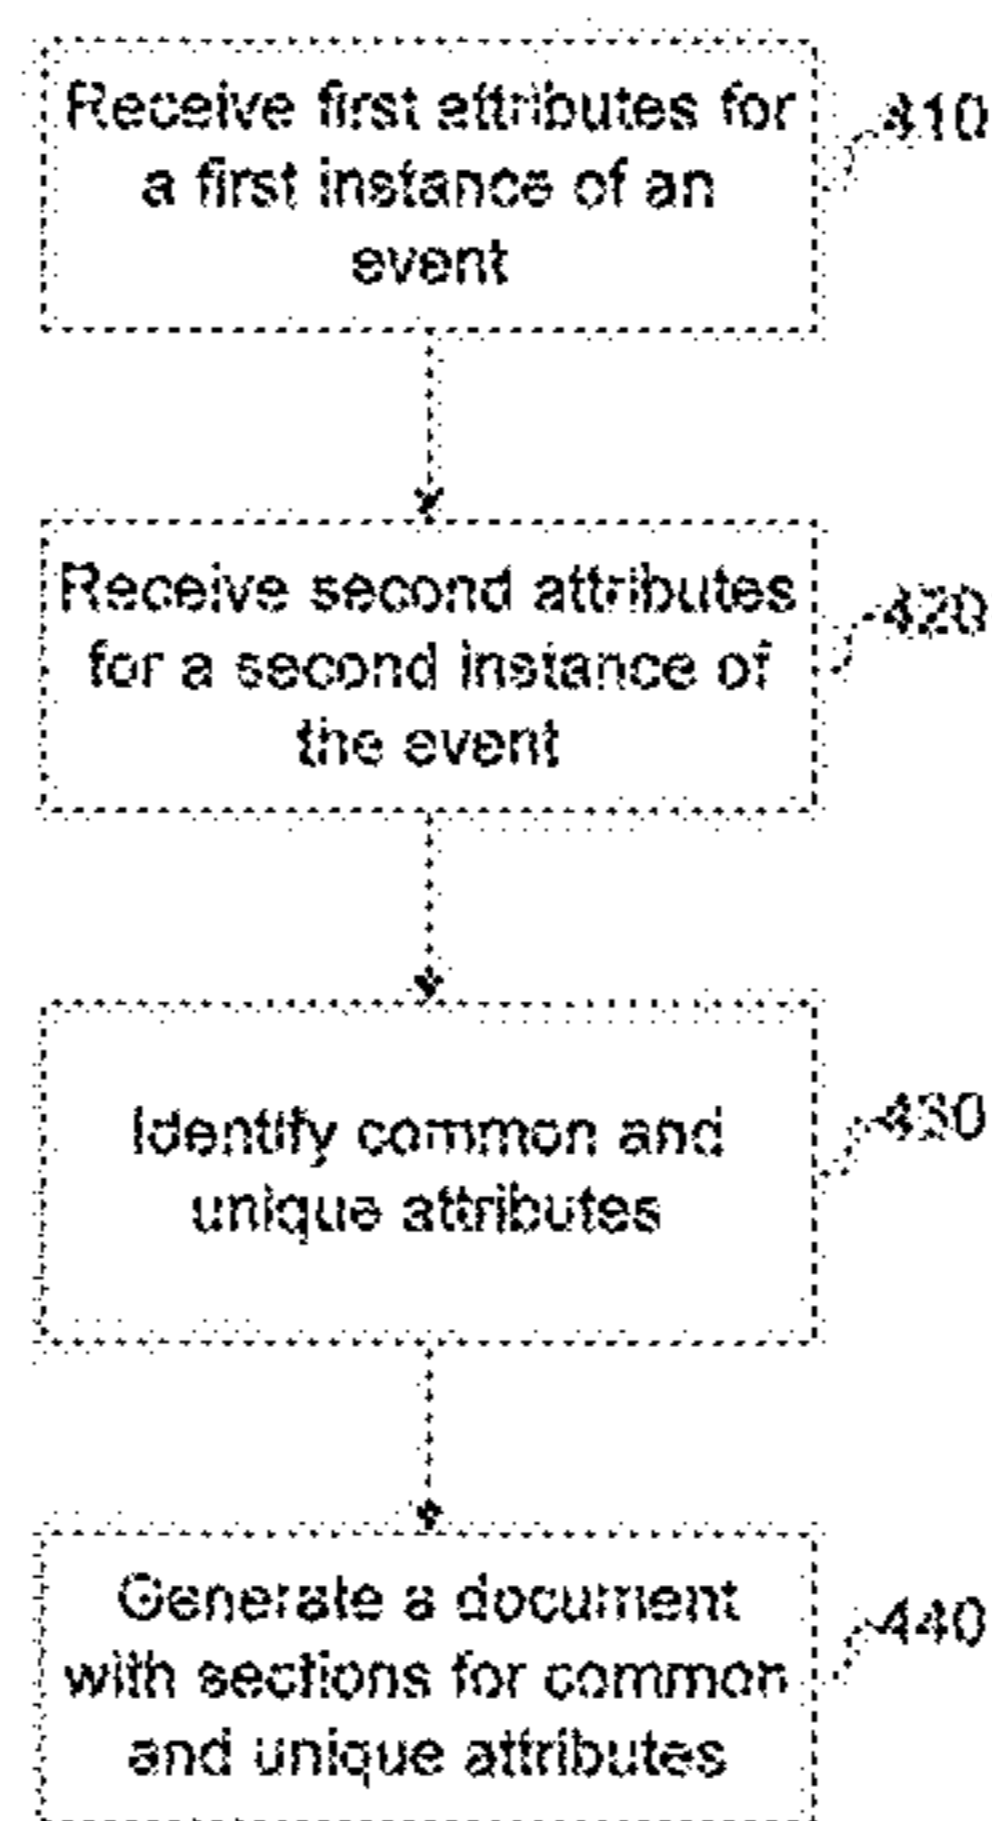 Receive first attributes for
a first instance of an
event
410
Receive second attributes
for a second instance of
the event
420
Identify common and
unique attributes
430
Generate a document
with sections for common
and unique attributes
440